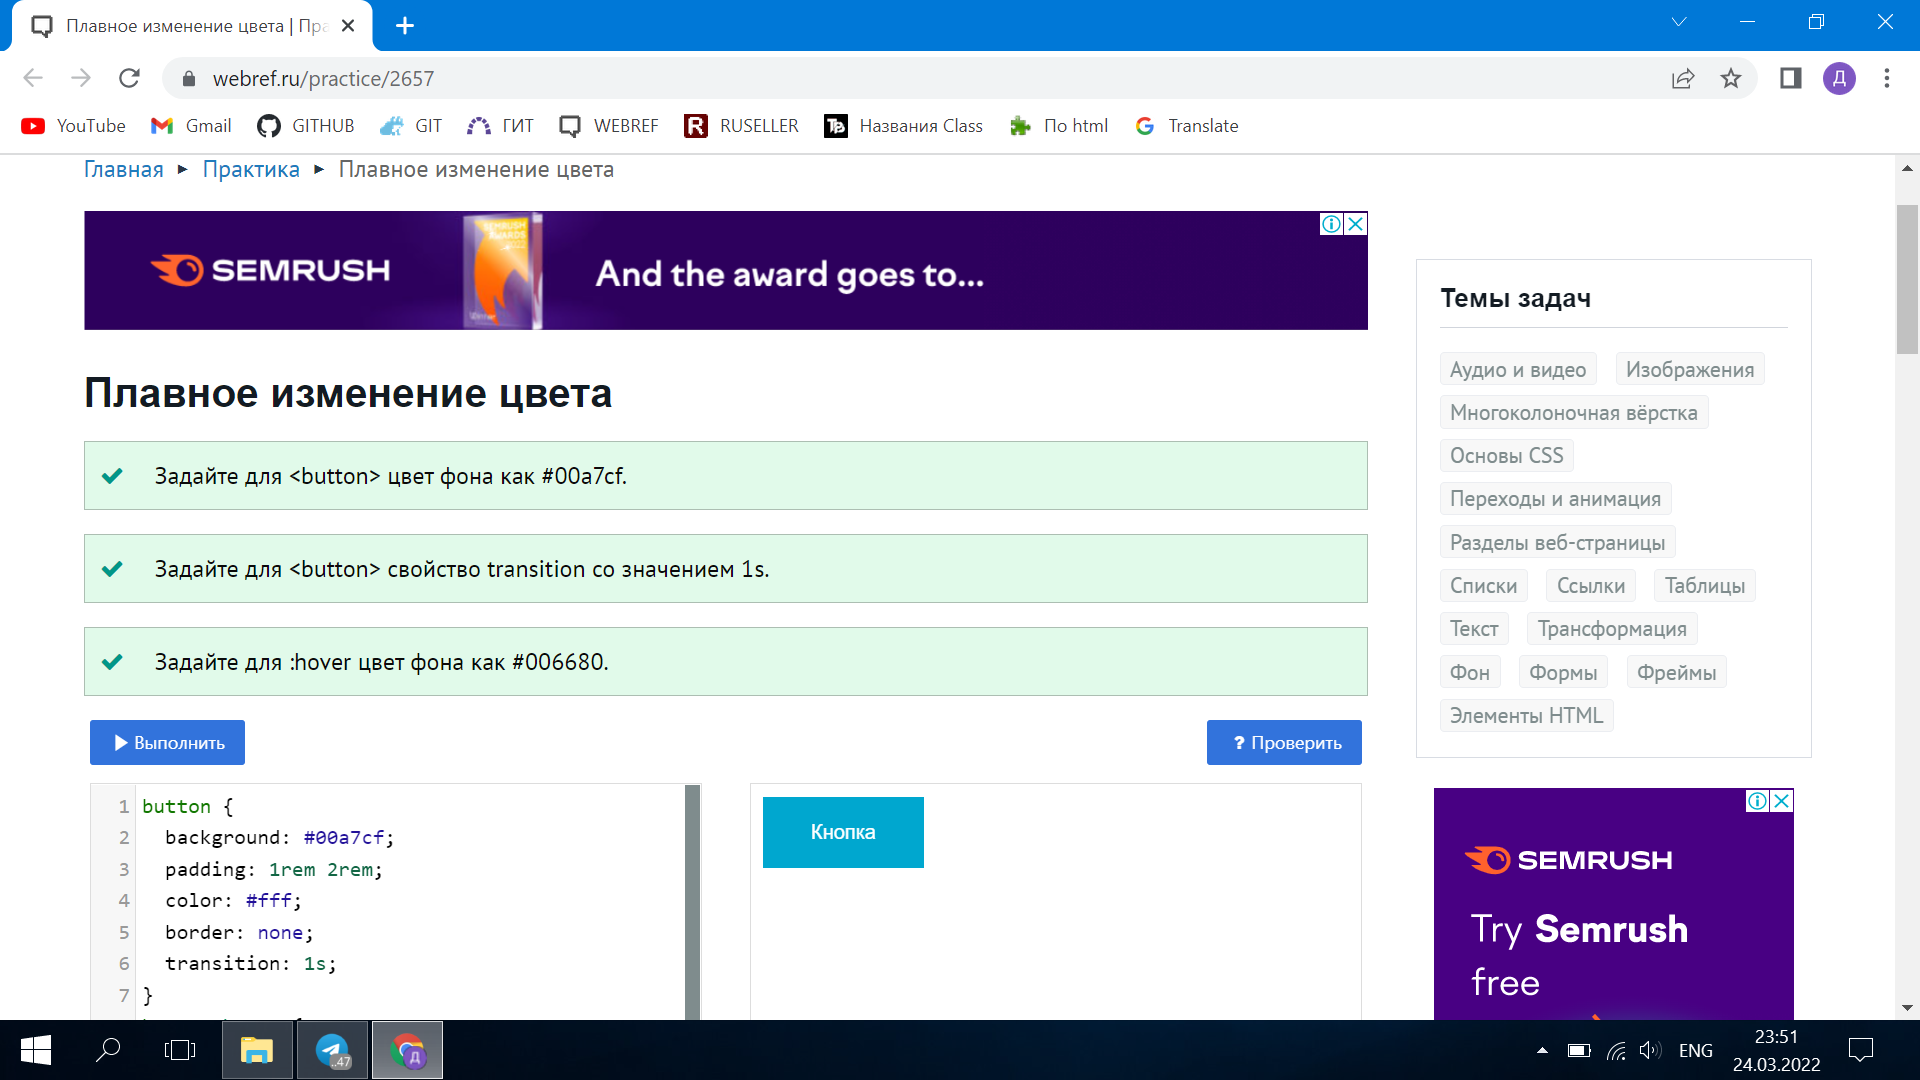 Плавное изменение цвета | Пра
webref.ru/practice/2657
Д
YouTube Gmail GITHUB GIT ГИТ WEBREF RUSELLER Названия Class По html Translate
Главная ▸ Практика ▸ Плавное изменение цвета
SEMRUSH
SEMRUSH AWARDS
Winner
And the award goes to...
Темы задач
Аудио и видео Изображения
Многоколоночная вёрстка
Основы CSS
Переходы и анимация
Разделы веб-страницы
Списки Ссылки Таблицы
Текст Трансформация
Фон Формы Фреймы
Элементы HTML
Плавное изменение цвета
Задайте для <button> цвет фона как #00a7cf.
Задайте для <button> свойство transition со значением 1s.
Задайте для :hover цвет фона как #006680.
Выполнить
? Проверить
1 button {
2 background: #00a7cf;
3 padding: 1rem 2rem;
4 color: #fff;
5 border: none;
6 transition: 1s;
7 }
Кнопка
SEMRUSH
Try Semrush
free
..47
Д
ENG
23:51
24.03.2022